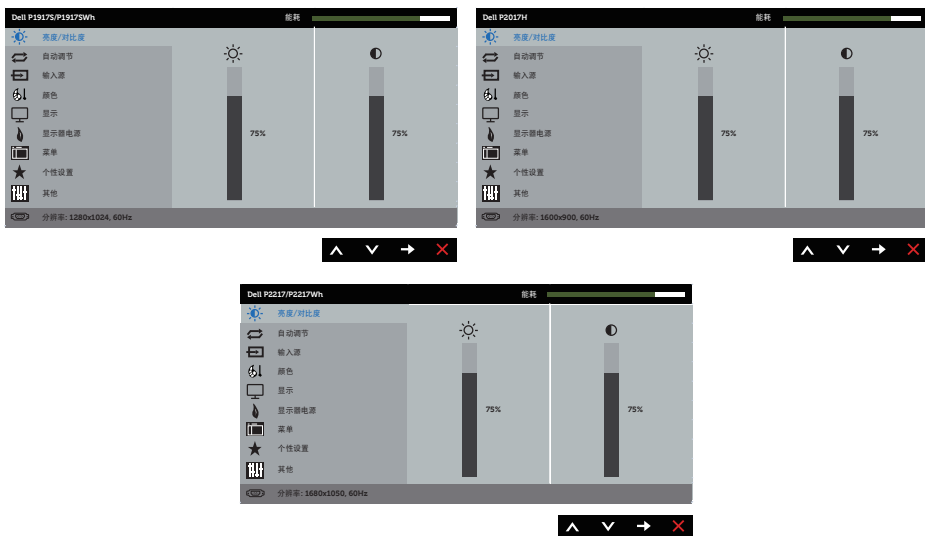 Dell P1917S/P1917SWh 能耗
亮度/对比度
自动调节
输入源
颜色
显示
显示器电源
菜单
个性设置
其他
75%
75%
分辨率: 1280x1024, 60Hz
Dell P2017H 能耗
亮度/对比度
自动调节
输入源
颜色
显示
显示器电源
菜单
个性设置
其他
75%
75%
分辨率: 1600x900, 60Hz
Dell P2217/P2217Wh 能耗
亮度/对比度
自动调节
输入源
颜色
显示
显示器电源
菜单
个性设置
其他
75%
75%
分辨率: 1680x1050, 60Hz